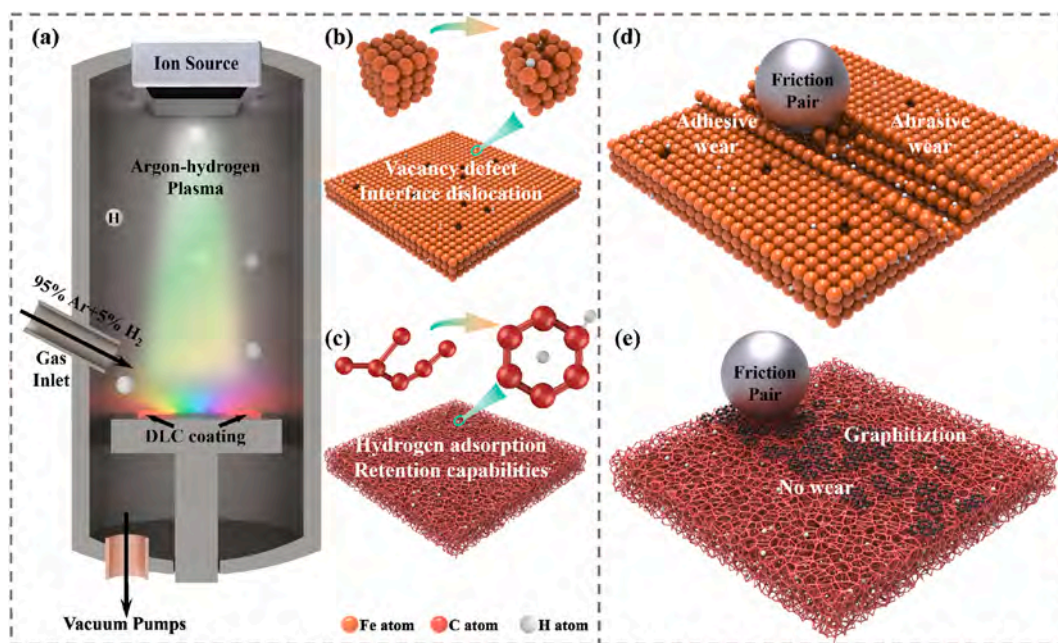 (a)
Ion Source
Argon-hydrogen
Plasma
H
95% Ar+5% H₂
Gas
Inlet
DLC coating
Vacuum Pumps
(b)
Vacancy defect
Interface dislocation
(c)
Hydrogen adsorption
Retention capabilities
Fe atom
C atom
H atom
(d)
Friction
Pair
Adhesive
wear
Abrasive
wear
(e)
Friction
Pair
Graphitiztion
No wear